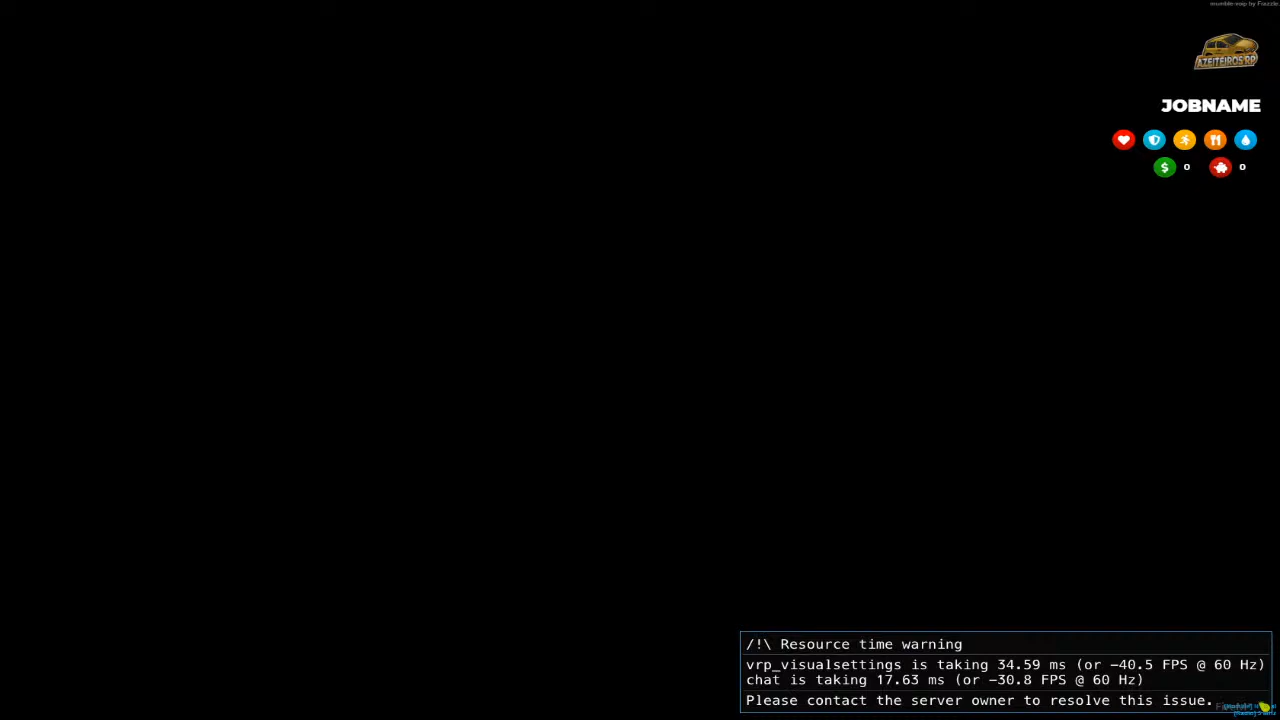 AZEITEIROS RP
JOBNAME
0 0
/!\ Resource time warning
vrp_visualsettings is taking 34.59 ms (or −40.5 FPS @ 60 Hz)
chat is taking 17.63 ms (or −30.8 FPS @ 60 Hz)
Please contact the server owner to resolve this issue.